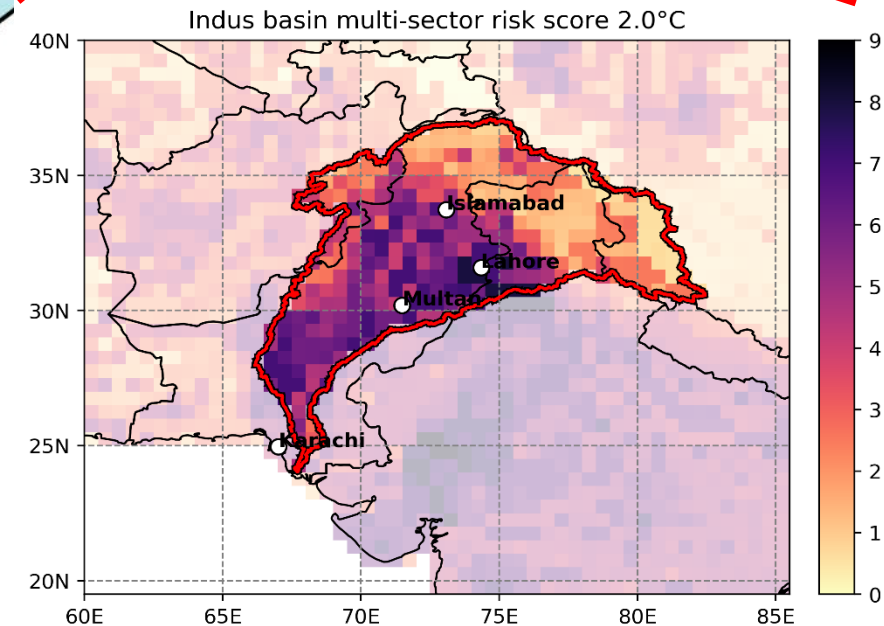 Indus basin multi-sector risk score 2.0°C
40N
35N
30N
25N
20N
60E
65E
70E
75E
80E
85E
Islamabad
Lahore
Multan
Karachi
9
8
7
6
5
4
3
2
1
0